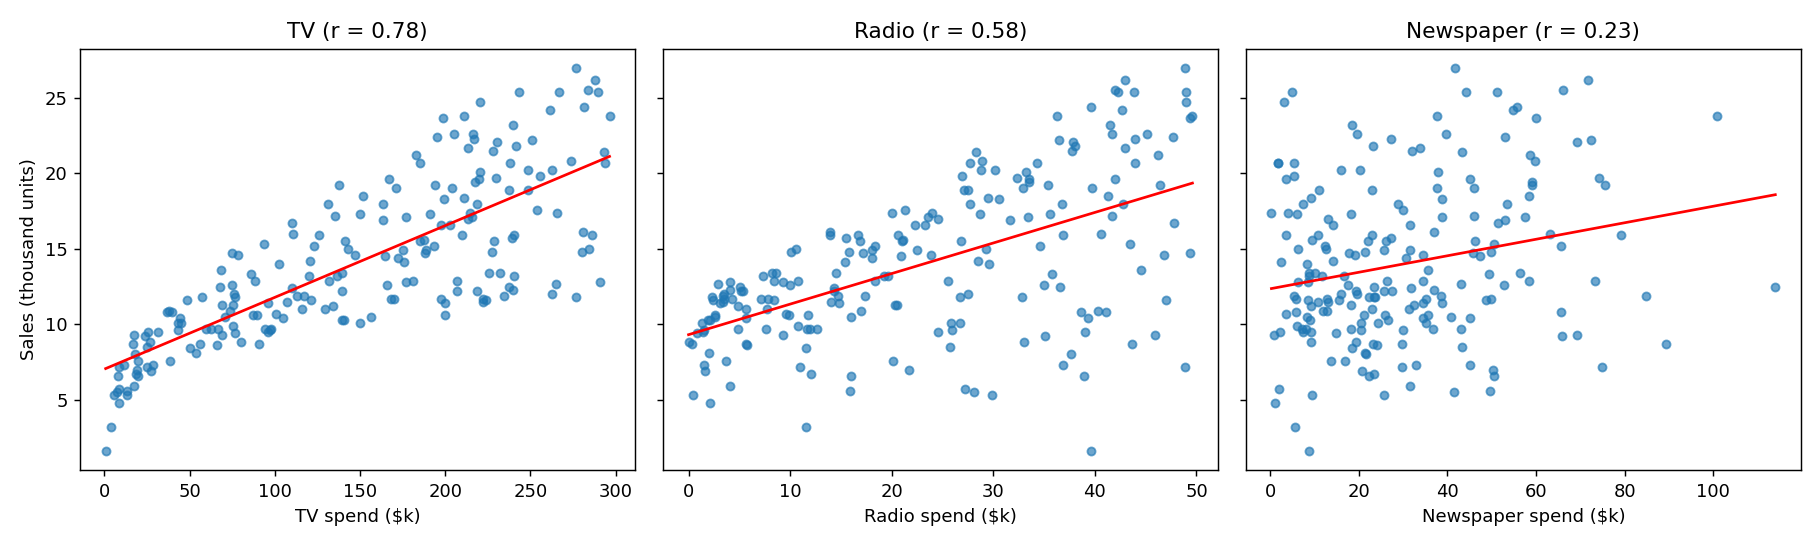 TV (r = 0.78)
Radio (r = 0.58)
Newspaper (r = 0.23)
Sales (thousand units)
25
20
15
10
5
0 50 100 150 200 250 300
0 10 20 30 40 50
0 20 40 60 80 100
TV spend ($k)
Radio spend ($k)
Newspaper spend ($k)